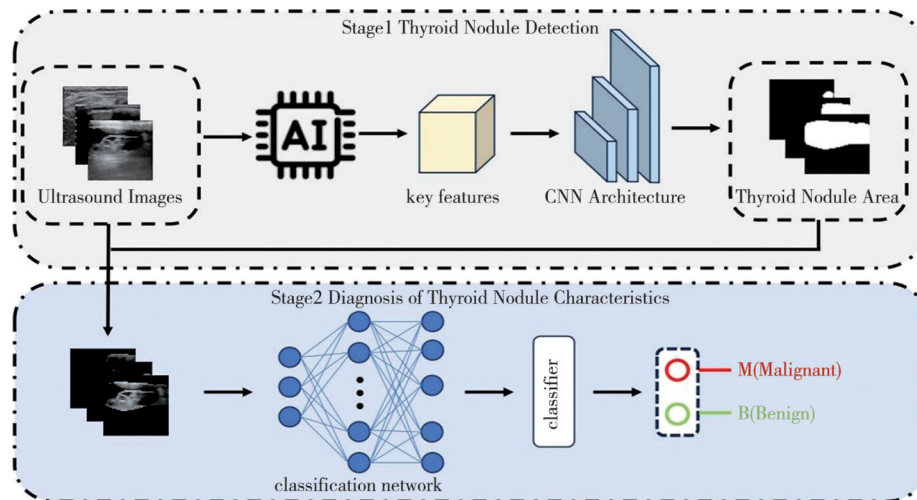 Stage1 Thyroid Nodule Detection
AI
Ultrasound Images
key features
CNN Architecture
Thyroid Nodule Area
Stage2 Diagnosis of Thyroid Nodule Characteristics
classifier
M(Malignant)
B(Benign)
classification network